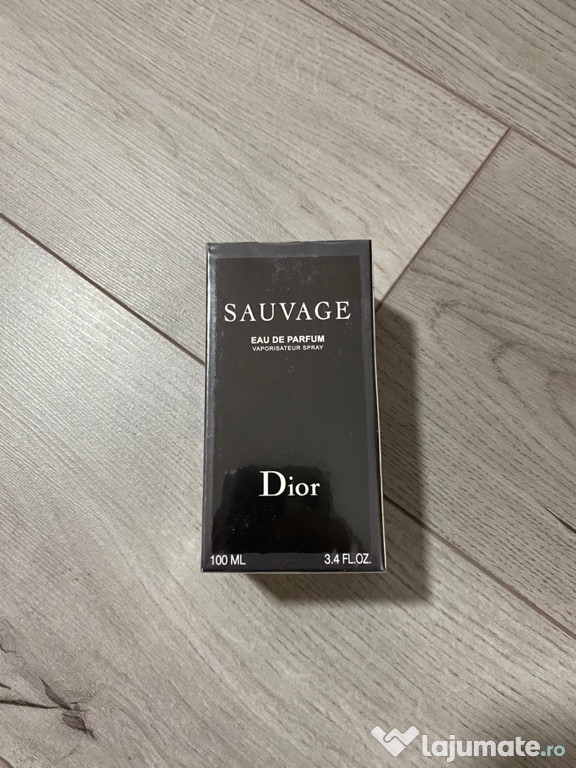 SAUVAGE
EAU DE PARFUM
VAPORISATEUR SPRAY
Dior
100 ML 3.4 FL.OZ.
lajumate.ro